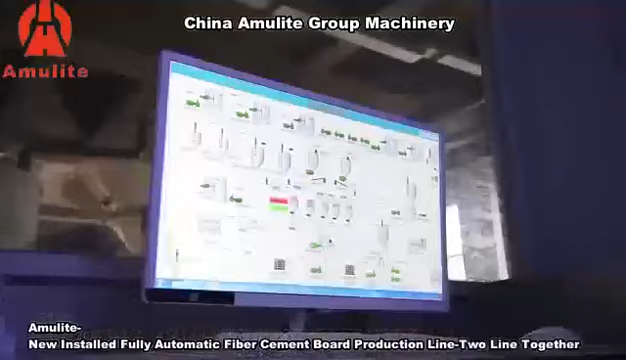 China Amulite Group Machinery
Amulite
Amulite-
New Installed Fully Automatic Fiber Cement Board Production Line-Two Line Together